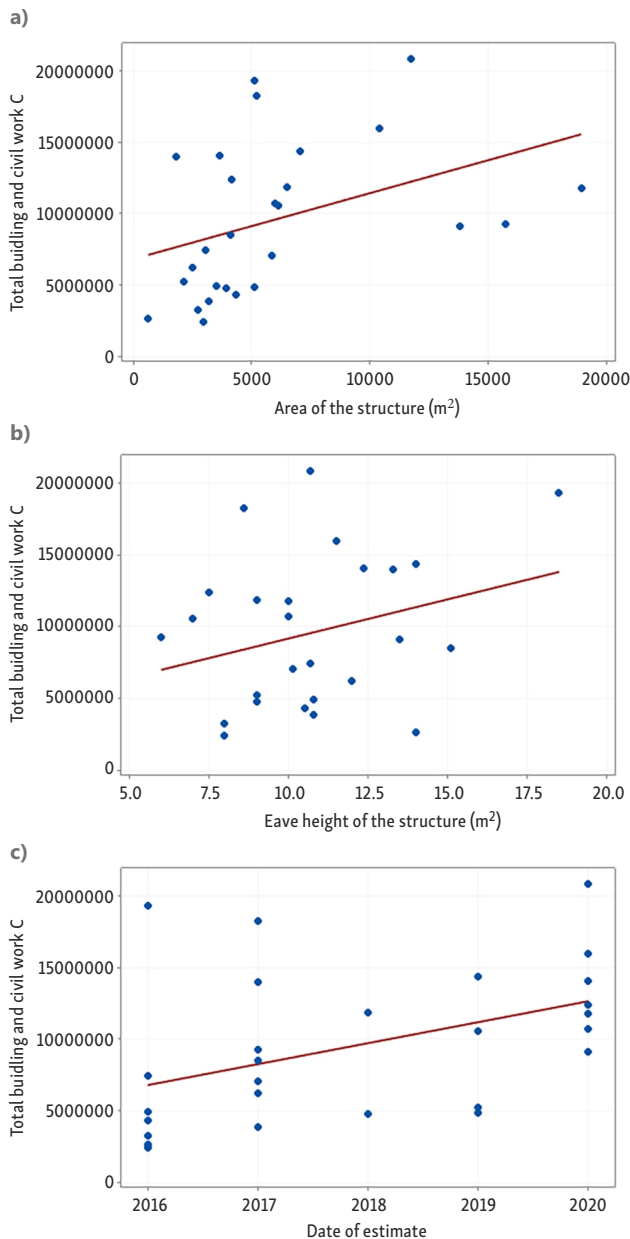 a)
Total buidling and civil work C
20000000
15000000
10000000
5000000
0
0 5000 10000 15000 20000
Area of the structure (m²)
b)
Total buidling and civil work C
20000000
15000000
10000000
5000000
0
5.0 7.5 10.0 12.5 15.0 17.5 20.0
Eave height of the structure (m²)
c)
Total buidling and civil work C
20000000
15000000
10000000
5000000
0
2016 2017 2018 2019 2020
Date of estimate